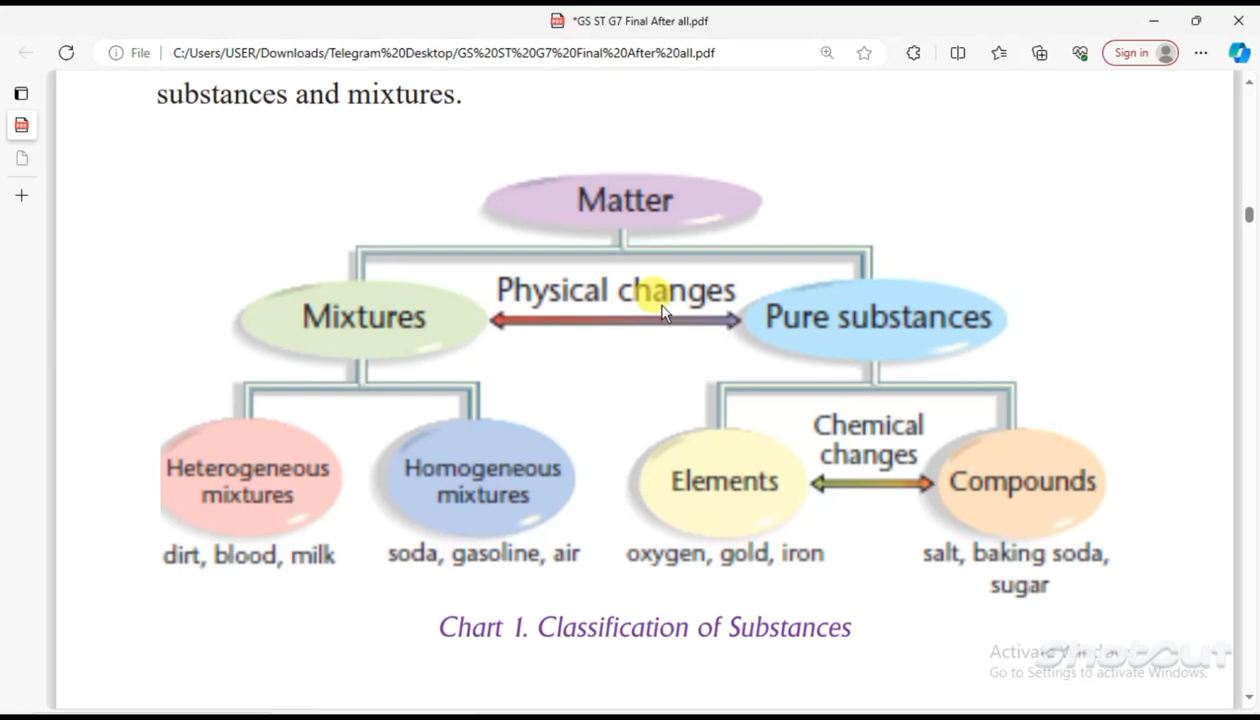 *GS ST G7 Final After all.pdf
File
C:/Users/USER/Downloads/Telegram%20Desktop/GS%20ST%20G7%20Final%20After%20all.pdf
Sign in
substances and mixtures.
Matter
Physical changes
Mixtures
Pure substances
Chemical
changes
Heterogeneous
mixtures
Homogeneous
mixtures
Elements
Compounds
dirt, blood, milk
soda, gasoline, air
oxygen, gold, iron
salt, baking soda,
sugar
Chart 1. Classification of Substances
Activate Windows
Go to Settings to activate Windows.
Shotcut